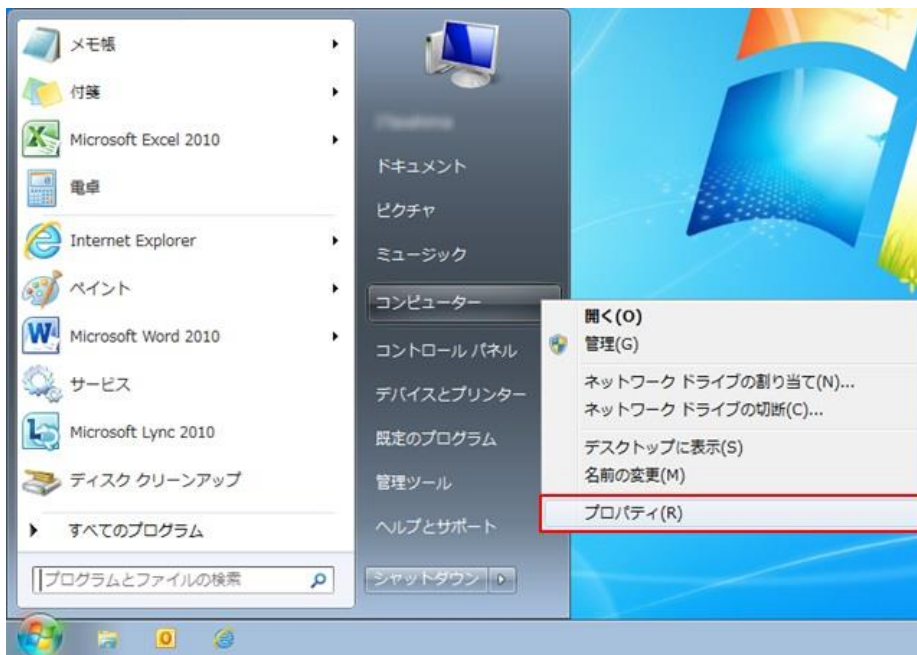 メモ帳
付箋
Microsoft Excel 2010
電卓
Internet Explorer
ペイント
Microsoft Word 2010
サービス
Microsoft Lync 2010
ディスク クリーンアップ
すべてのプログラム
プログラムとファイルの検索
ドキュメント
ピクチャ
ミュージック
コンピューター
コントロール パネル
デバイスとプリンター
既定のプログラム
管理ツール
ヘルプとサポート
シャットダウン
開く(O)
管理(G)
ネットワーク ドライブの割り当て(N)...
ネットワーク ドライブの切断(C)...
デスクトップに表示(S)
名前の変更(M)
プロパティ(R)